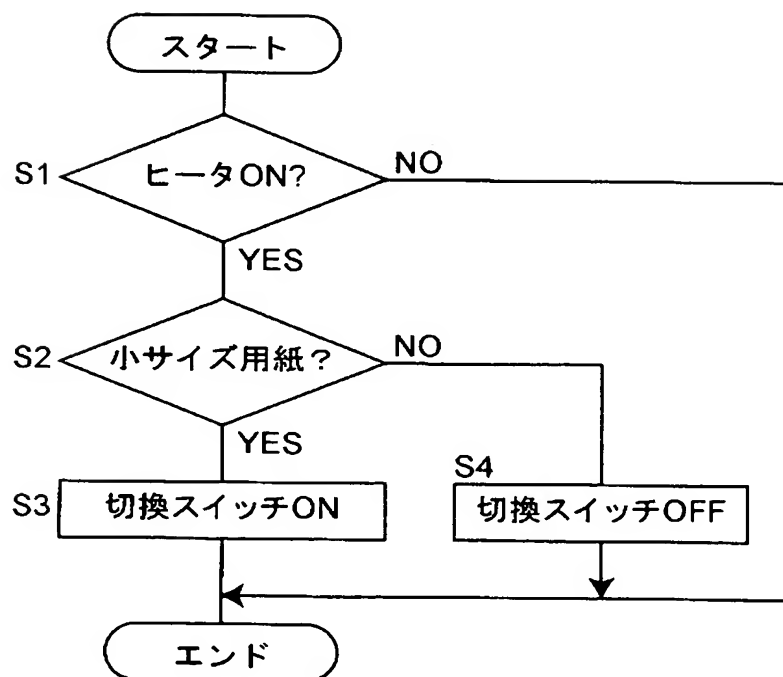 スタート
S1
ヒータON?
NO
YES
S2
小サイズ用紙?
NO
YES
S3
切換スイッチON
S4
切換スイッチOFF
エンド